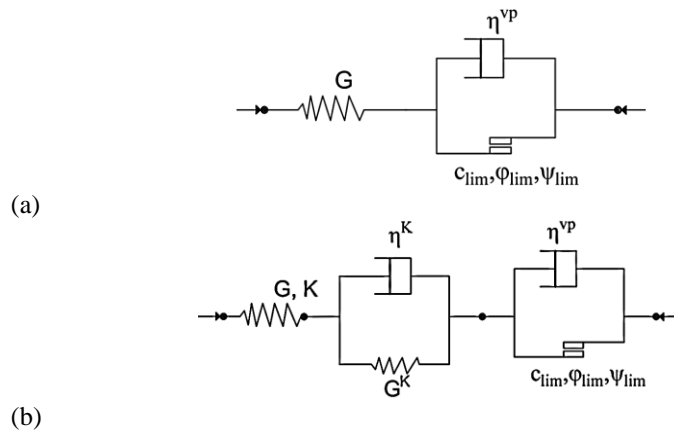 η^vp
G
c_lim,φ_lim,ψ_lim
(a)
η^K
η^vp
G, K
G^K
c_lim,φ_lim,ψ_lim
(b)